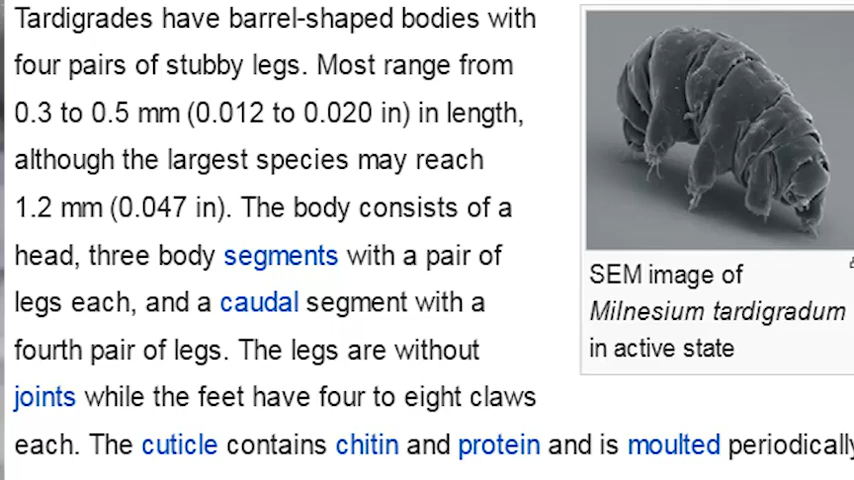 Tardigrades have barrel-shaped bodies with
four pairs of stubby legs. Most range from
0.3 to 0.5 mm (0.012 to 0.020 in) in length,
although the largest species may reach
1.2 mm (0.047 in). The body consists of a
head, three body segments with a pair of
legs each, and a caudal segment with a
fourth pair of legs. The legs are without
joints while the feet have four to eight claws
each. The cuticle contains chitin and protein and is moulted periodically
SEM image of
Milnesium tardigradum
in active state